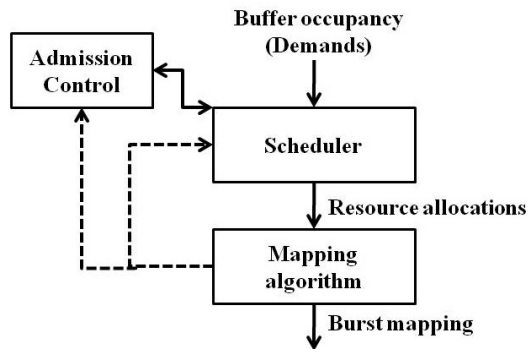 Buffer occupancy
(Demands)
Admission
Control
Scheduler
Resource allocations
Mapping
algorithm
Burst mapping